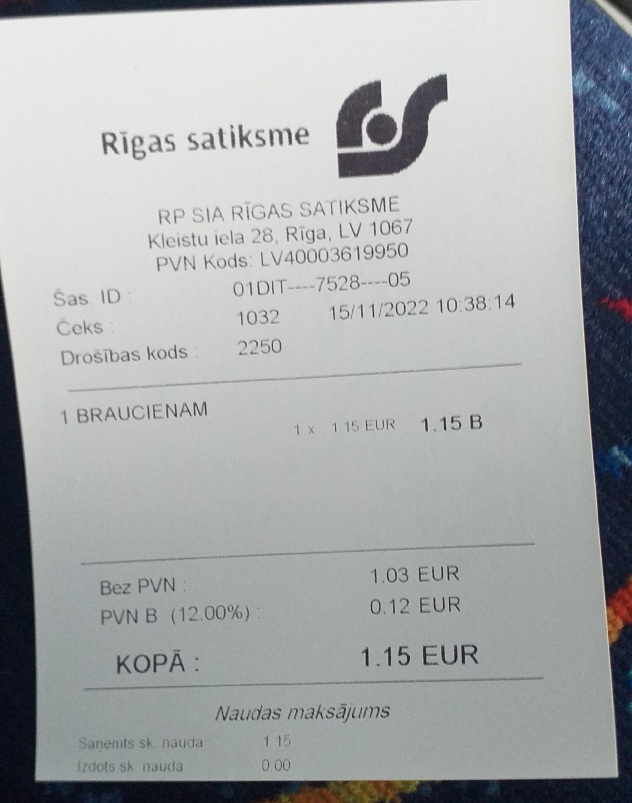 Rīgas satiksme
RP SIA RĪGAS SATIKSME
Kleistu iela 28, Rīga, LV 1067
PVN Kods: LV40003619950
Šas. ID : 01DIT----7528----05
Čeks : 1032 15/11/2022 10:38:14
Drošības kods : 2250
1 BRAUCIENAM
1 x 1.15 EUR 1.15 B
Bez PVN : 1.03 EUR
PVN B (12.00%) : 0.12 EUR
KOPĀ : 1.15 EUR
Naudas maksājums
Saņemts sk. nauda : 1.15
Izdots sk. nauda 0.00